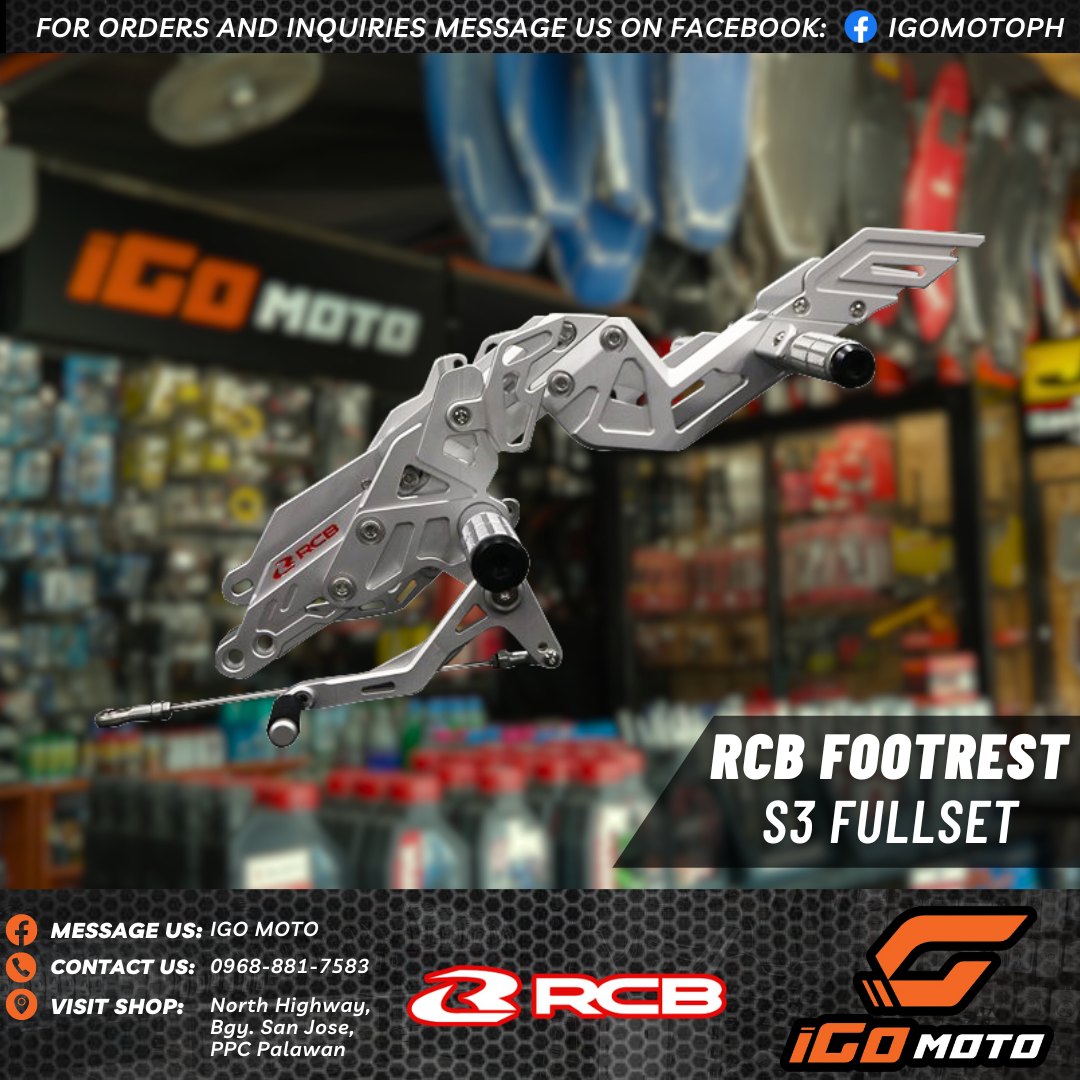 FOR ORDERS AND INQUIRIES MESSAGE US ON FACEBOOK: IGOMOTOPH
iGO MOTO
RCB
RCB FOOTREST
S3 FULLSET
MESSAGE US: IGO MOTO
CONTACT US: 0968-881-7583
VISIT SHOP: North Highway,
Bgy. San Jose,
PPC Palawan
RCB
iGO MOTO